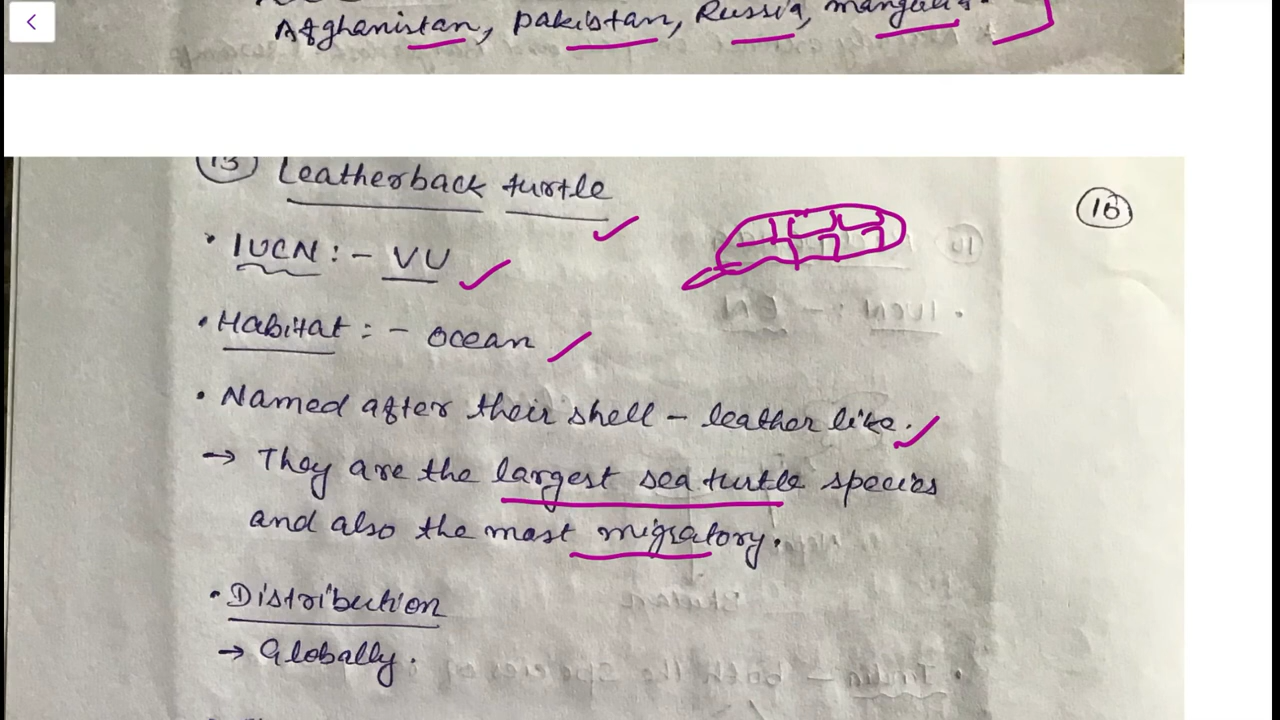 Afghanistan, Pakistan, Russia, mangolia.
13 Leatherback turtle
16
• IUCN :- VU
• Habitat :- ocean
• Named after their shell - leather like.
→ They are the largest sea turtle species
and also the most migratory.
• Distribution
→ Globally.